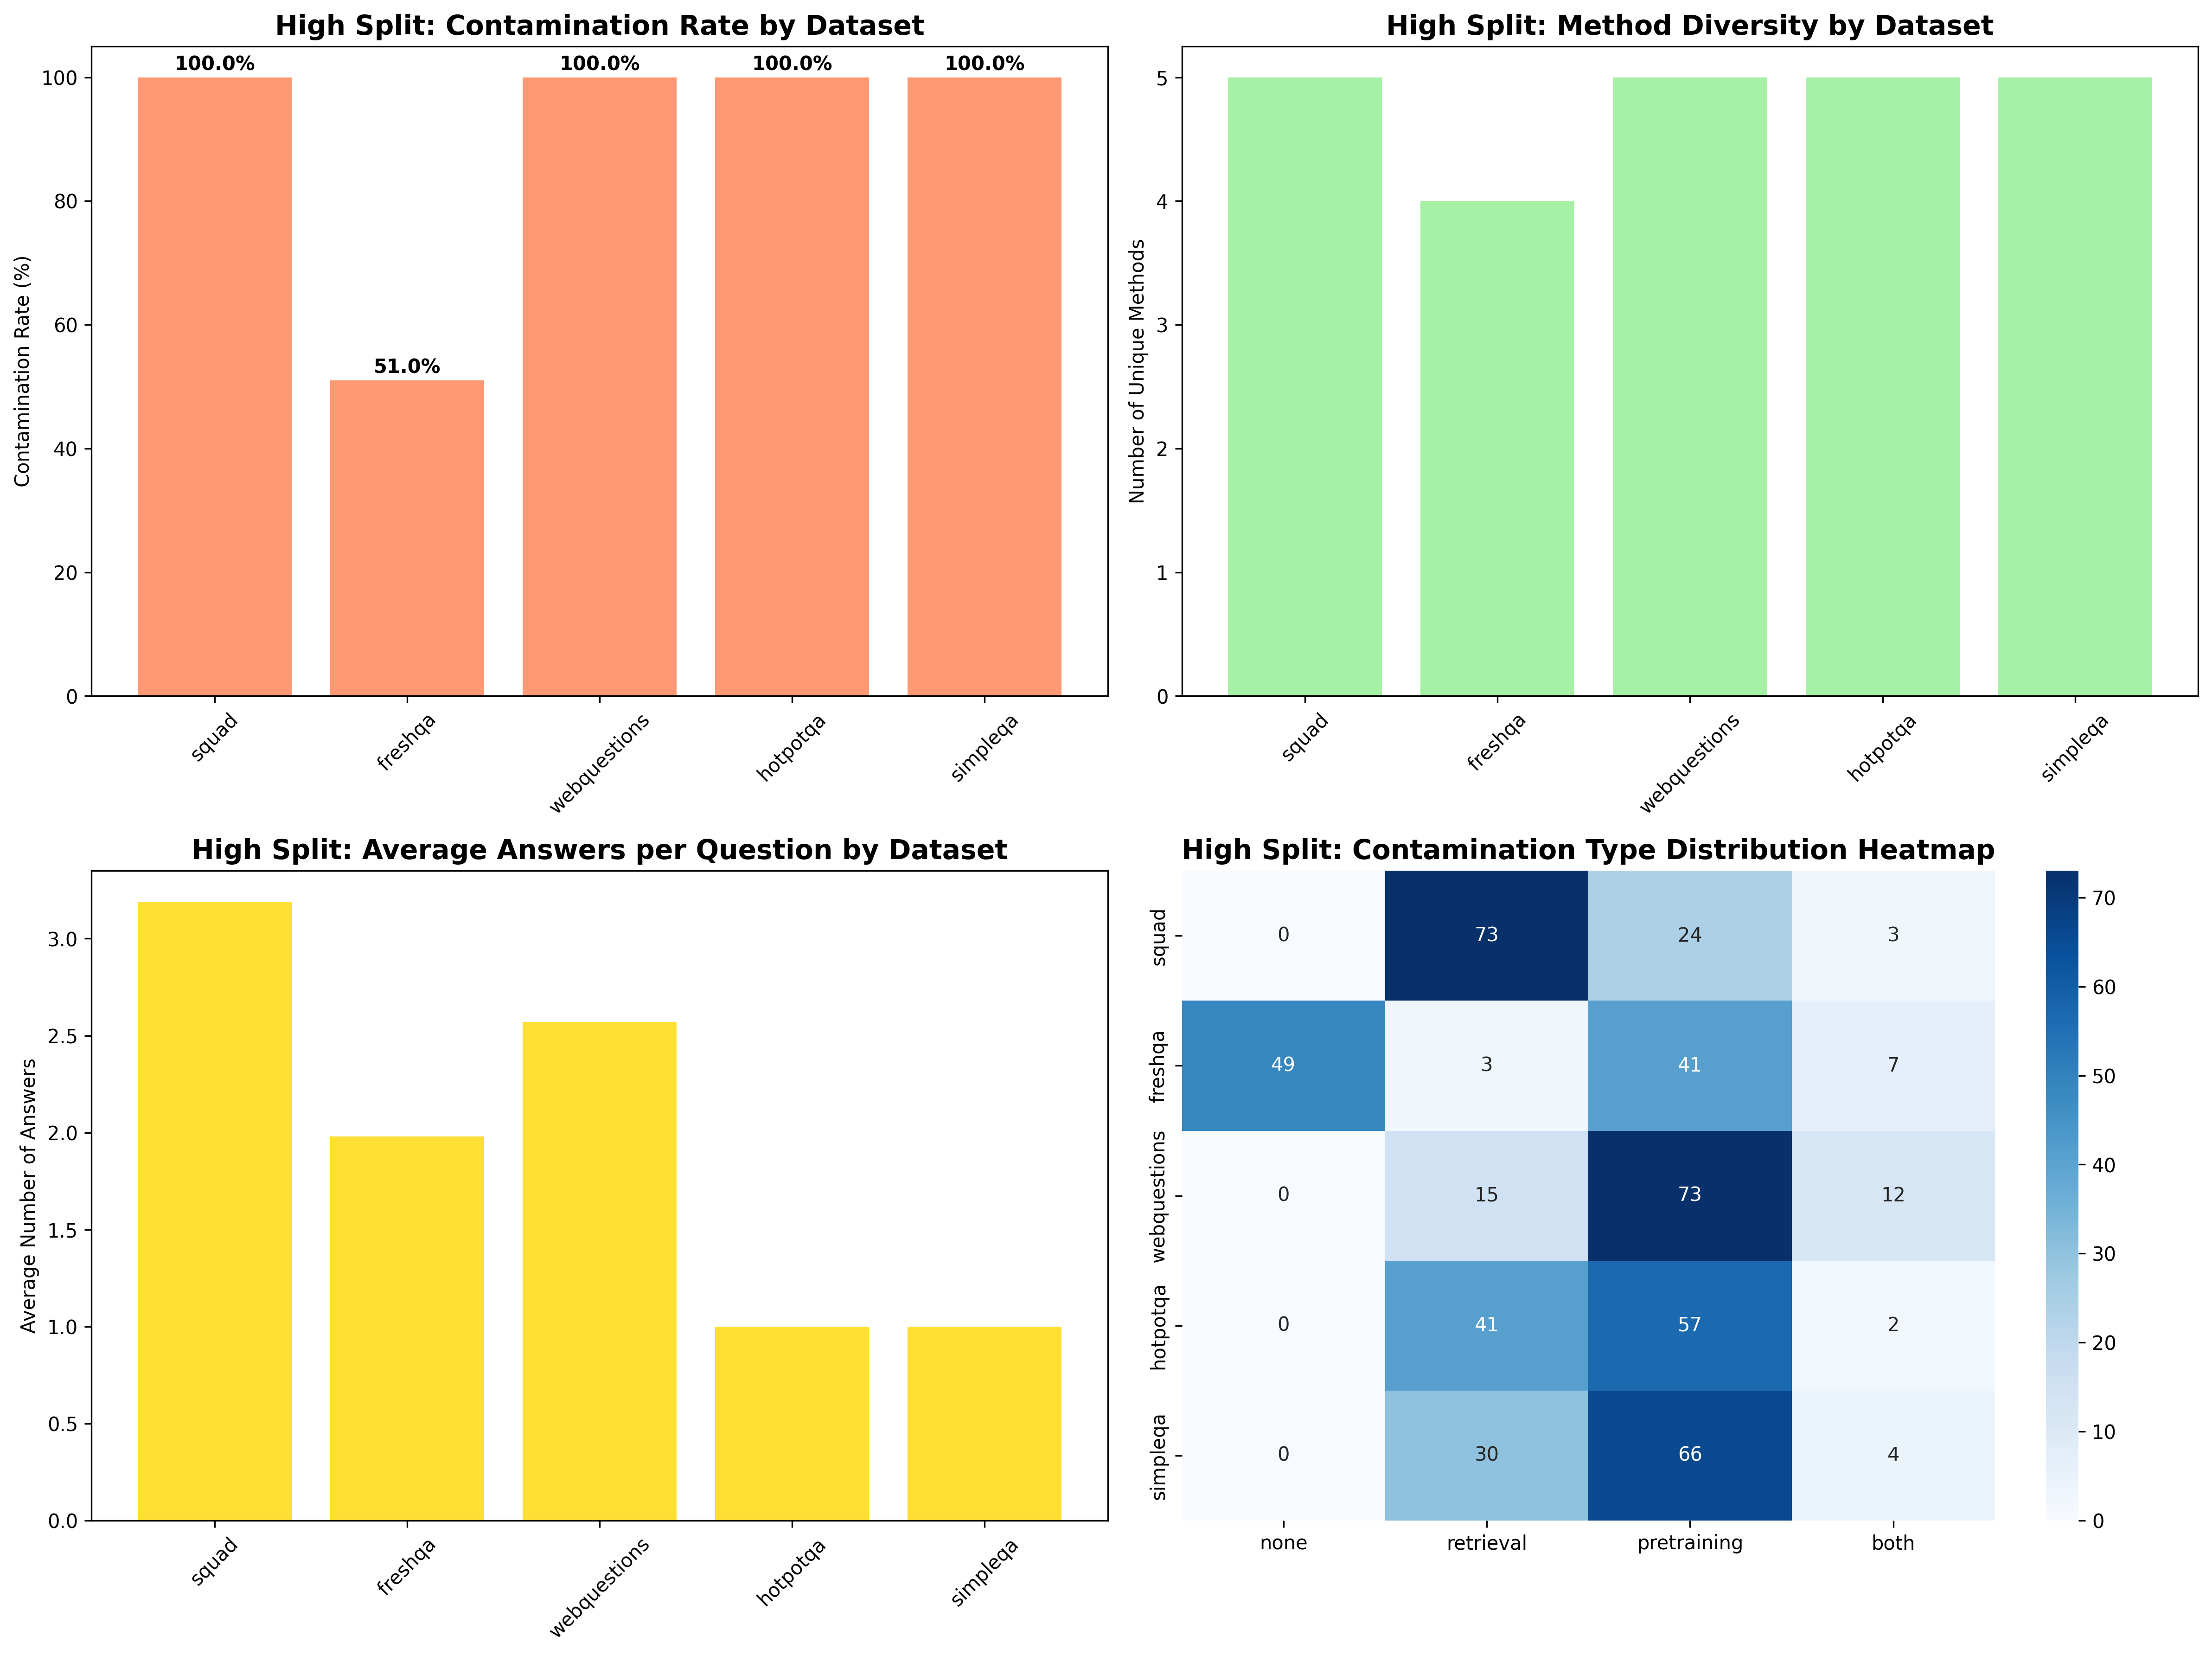 High Split: Contamination Rate by Dataset
Contamination Rate (%)
100
80
60
40
20
0
100.0%
51.0%
100.0%
100.0%
100.0%
squad
freshqa
webquestions
hotpotqa
simpleqa
High Split: Method Diversity by Dataset
Number of Unique Methods
5
4
3
2
1
0
squad
freshqa
webquestions
hotpotqa
simpleqa
High Split: Average Answers per Question by Dataset
Average Number of Answers
3.0
2.5
2.0
1.5
1.0
0.5
0.0
squad
freshqa
webquestions
hotpotqa
simpleqa
High Split: Contamination Type Distribution Heatmap
squad 0 73 24 3
freshqa 49 3 41 7
webquestions 0 15 73 12
hotpotqa 0 41 57 2
simpleqa 0 30 66 4
none retrieval pretraining both
70
60
50
40
30
20
10
0